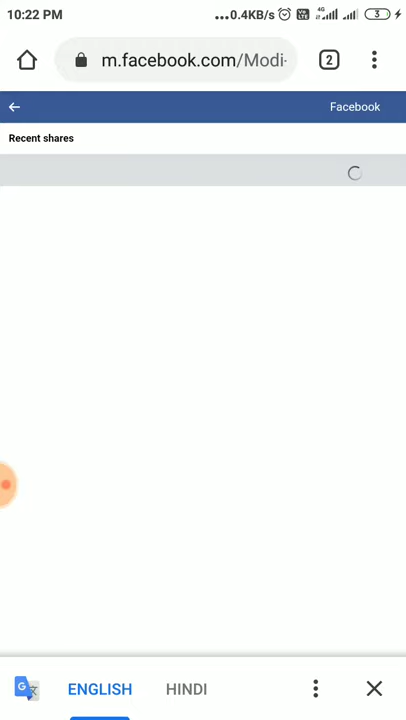 10:22 PM
...0.4KB/s
4G
3
m.facebook.com/Modi-
2
Facebook
Recent shares
ENGLISH
HINDI